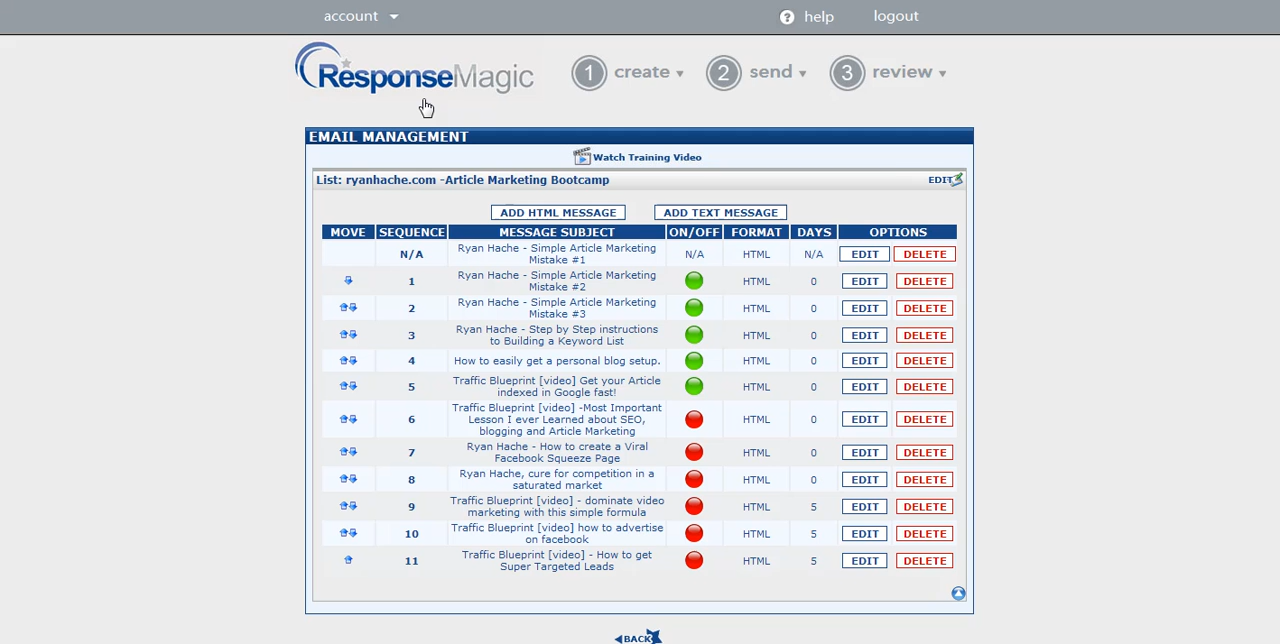 account
? help
logout
ResponseMagic
1 create
2 send
3 review
EMAIL MANAGEMENT
Watch Training Video
List: ryanhache.com -Article Marketing Bootcamp
EDIT
ADD HTML MESSAGE
ADD TEXT MESSAGE
MOVE SEQUENCE MESSAGE SUBJECT ON/OFF FORMAT DAYS OPTIONS
N/A Ryan Hache - Simple Article Marketing N/A HTML N/A EDIT DELETE
Mistake #1
1 Ryan Hache - Simple Article Marketing HTML 0 EDIT DELETE
Mistake #2
2 Ryan Hache - Simple Article Marketing HTML 0 EDIT DELETE
Mistake #3
3 Ryan Hache - Step by Step instructions HTML 0 EDIT DELETE
to Building a Keyword List
4 How to easily get a personal blog setup. HTML 0 EDIT DELETE
5 Traffic Blueprint [video] Get your Article HTML 0 EDIT DELETE
indexed in Google fast!
Traffic Blueprint [video] -Most Important
6 Lesson I ever Learned about SEO, HTML 0 EDIT DELETE
blogging and Article Marketing
7 Ryan Hache - How to create a Viral HTML 0 EDIT DELETE
Facebook Squeeze Page
8 Ryan Hache, cure for competition in a HTML 0 EDIT DELETE
saturated market
9 Traffic Blueprint [video] - dominate video HTML 5 EDIT DELETE
marketing with this simple formula
10 Traffic Blueprint [video] how to advertise HTML 5 EDIT DELETE
on facebook
11 Traffic Blueprint [video] - How to get HTML 5 EDIT DELETE
Super Targeted Leads
BACK